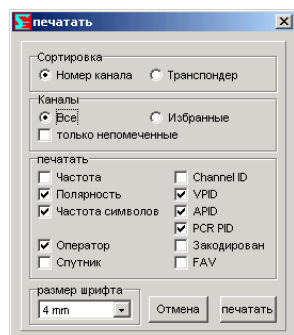 печатать
Сортировка
Номер канала Транспондер
Каналы
Все Избранные
только непомеченные
печатать
Частота Channel ID
Полярность VPID
Частота символов APID
PCR PID
Оператор Закодирован
Спутник FAV
размер шрифта
4 mm Отмена печатать